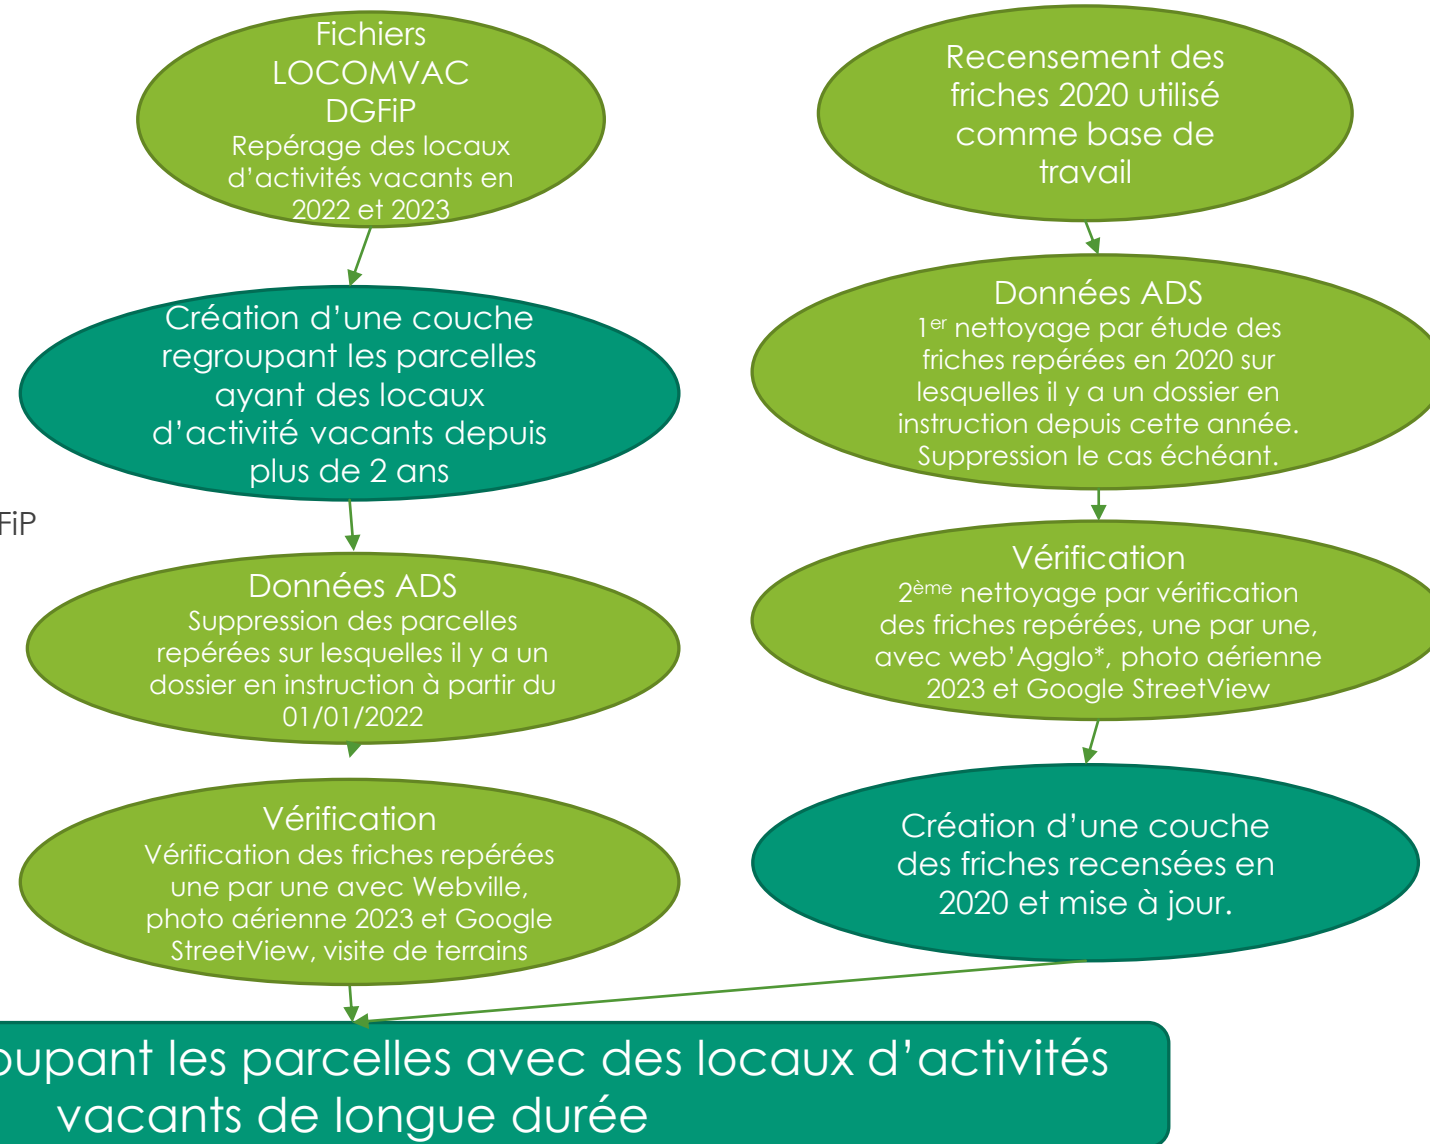 Fichiers
LOCOMVAC
DGFiP
Repérage des locaux
d’activités vacants en
2022 et 2023
Création d’une couche
regroupant les parcelles
ayant des locaux
d’activité vacants depuis
plus de 2 ans
Données ADS
Suppression des parcelles
repérées sur lesquelles il y a un
dossier en instruction à partir du
01/01/2022
Vérification
Vérification des friches repérées
une par une avec Webville,
photo aérienne 2023 et Google
StreetView, visite de terrains
Recensement des
friches 2020 utilisé
comme base de
travail
Données ADS
1er nettoyage par étude des
friches repérées en 2020 sur
lesquelles il y a un dossier en
instruction depuis cette année.
Suppression le cas échéant.
Vérification
2ème nettoyage par vérification
des friches repérées, une par une,
avec web’Agglo*, photo aérienne
2023 et Google StreetView
Création d’une couche
des friches recensées en
2020 et mise à jour.
les parcelles avec des locaux d’activités
vacants de longue durée